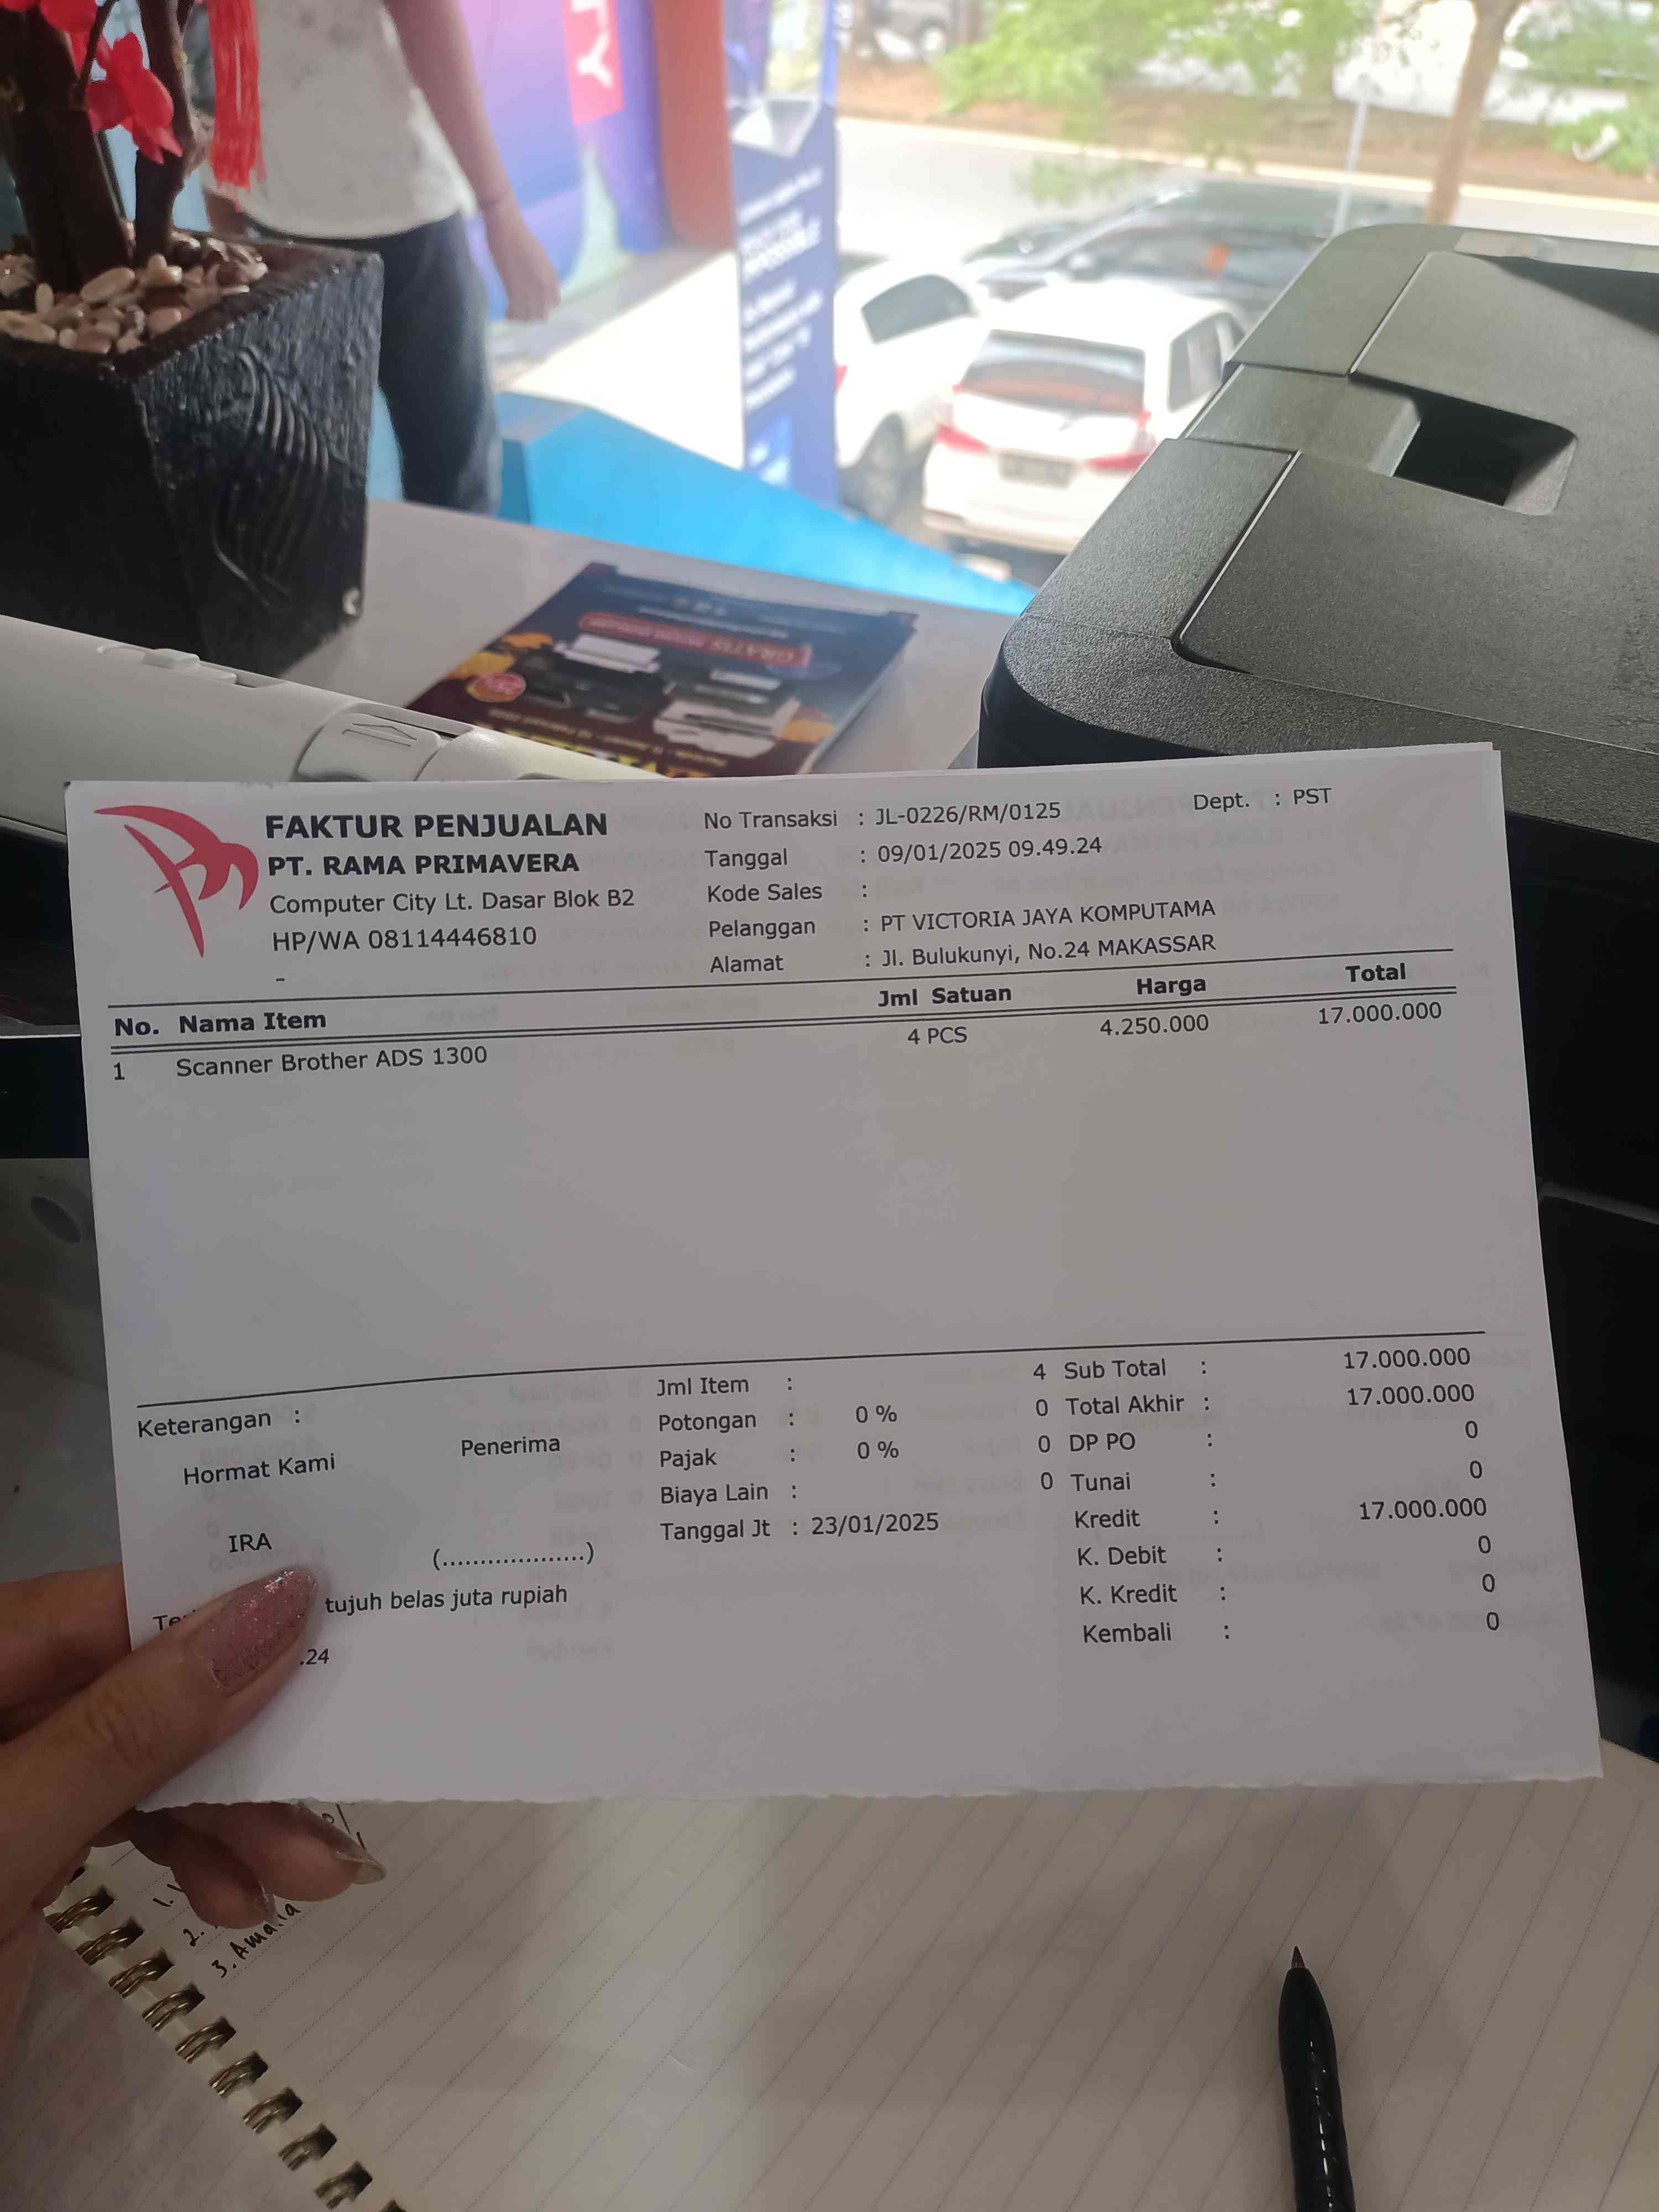 FAKTUR PENJUALAN
PT. RAMA PRIMAVERA
Computer City Lt. Dasar Blok B2
HP/WA 08114446810
-
No Transaksi : JL-0226/RM/0125 Dept. : PST
Tanggal : 09/01/2025 09.49.24
Kode Sales :
Pelanggan : PT VICTORIA JAYA KOMPUTAMA
Alamat : Jl. Bulukunyi, No.24 MAKASSAR
No. Nama Item Jml Satuan Harga Total
1 Scanner Brother ADS 1300 4 PCS 4.250.000 17.000.000
Keterangan :
Hormat Kami Penerima
IRA (...................)
tujuh belas juta rupiah
.24
Jml Item : 4
Potongan : 0 % 0
Pajak : 0 % 0
Biaya Lain : 0
Tanggal Jt : 23/01/2025
Sub Total : 17.000.000
Total Akhir : 17.000.000
DP PO : 0
Tunai : 0
Kredit : 17.000.000
K. Debit : 0
K. Kredit : 0
Kembali : 0
GRATIS
1.
2.
3. Amalia